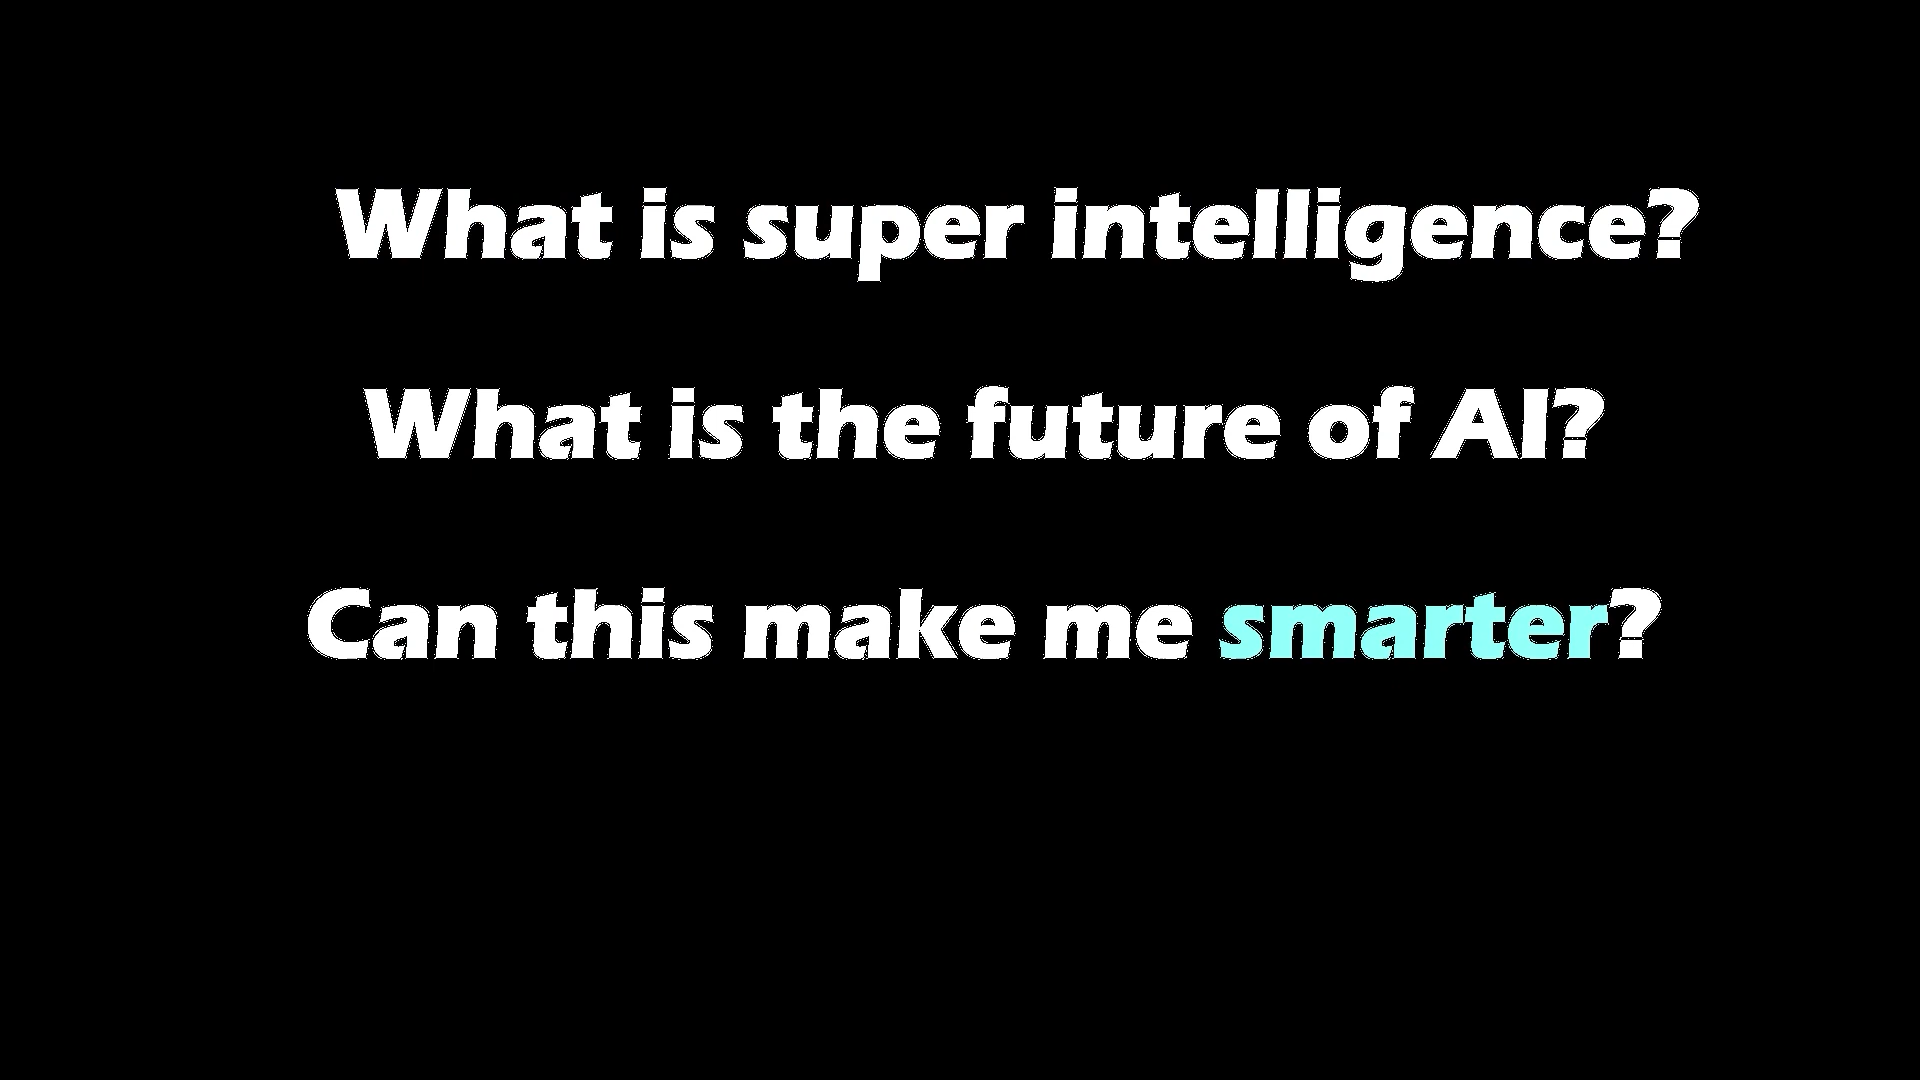 What is super intelligence?
What is the future of AI?
Can this make me smarter?